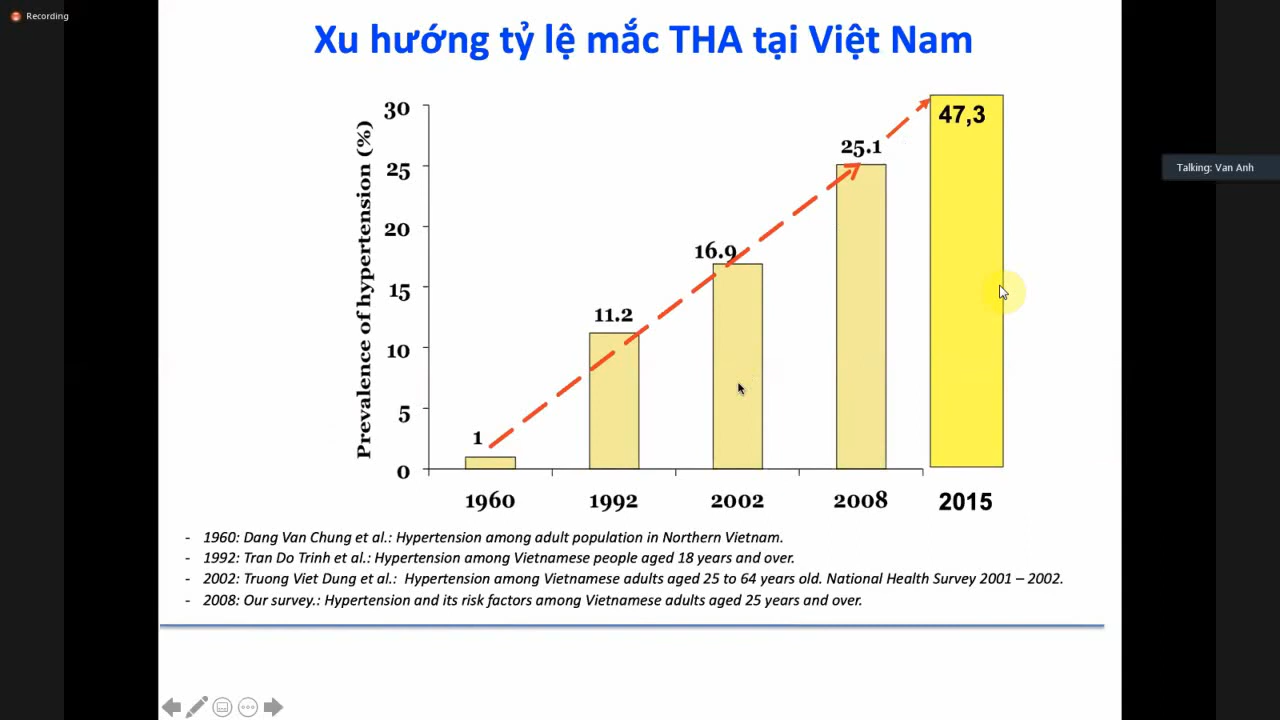 Recording
Xu hướng tỷ lệ mắc THA tại Việt Nam
Talking: Van Anh
Prevalence of hypertension (%)
30
25
20
15
10
5
0
1
11.2
16.9
25.1
47,3
1960
1992
2002
2008
2015
- 1960: Dang Van Chung et al.: Hypertension among adult population in Northern Vietnam.
- 1992: Tran Do Trinh et al.: Hypertension among Vietnamese people aged 18 years and over.
- 2002: Truong Viet Dung et al.: Hypertension among Vietnamese adults aged 25 to 64 years old. National Health Survey 2001 – 2002.
- 2008: Our survey.: Hypertension and its risk factors among Vietnamese adults aged 25 years and over.